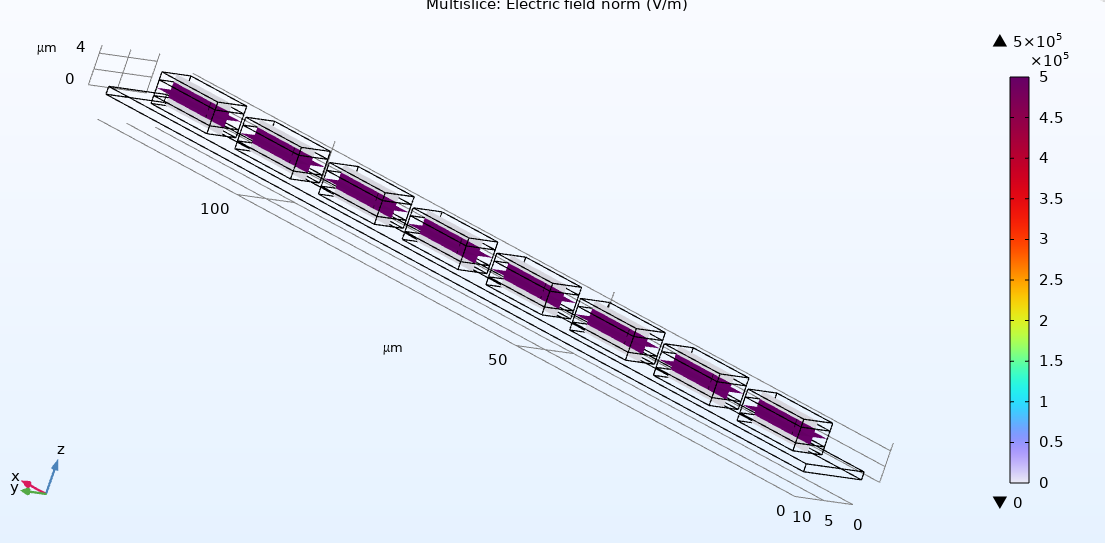 Multislice: Electric field norm (V/m)
µm 4
0
100
µm
50
0 10 5 0
z
x
y
▲ 5×10⁵
×10⁵
5
4.5
4
3.5
3
2.5
2
1.5
1
0.5
0
▼ 0